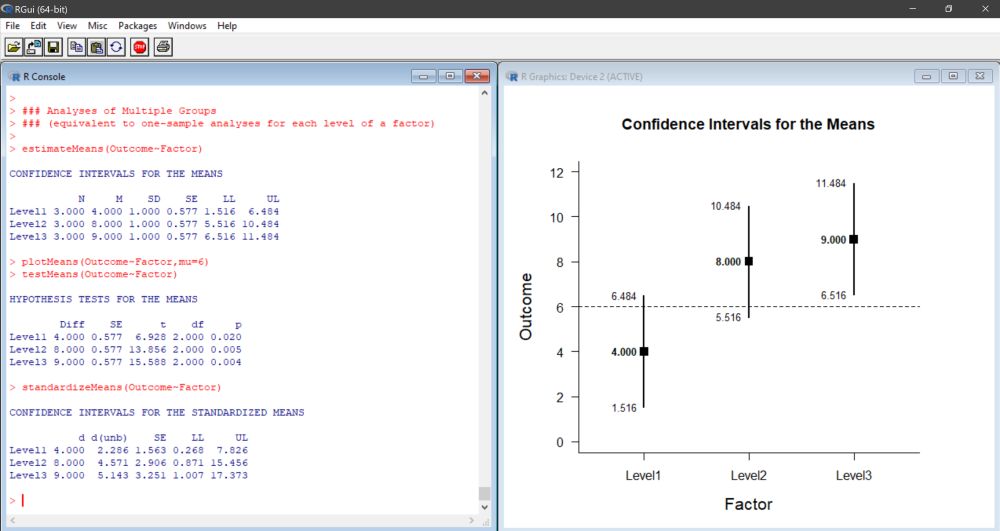 RGui (64-bit)
File Edit View Misc Packages Windows Help
STOP
R Console
>
> ### Analyses of Multiple Groups
> ### (equivalent to one-sample analyses for each level of a factor)
>
> estimateMeans(Outcome~Factor)
CONFIDENCE INTERVALS FOR THE MEANS
N M SD SE LL UL
Level1 3.000 4.000 1.000 0.577 1.516 6.484
Level2 3.000 8.000 1.000 0.577 5.516 10.484
Level3 3.000 9.000 1.000 0.577 6.516 11.484
> plotMeans(Outcome~Factor,mu=6)
> testMeans(Outcome~Factor)
HYPOTHESIS TESTS FOR THE MEANS
Diff SE t df p
Level1 4.000 0.577 6.928 2.000 0.020
Level2 8.000 0.577 13.856 2.000 0.005
Level3 9.000 0.577 15.588 2.000 0.004
> standardizeMeans(Outcome~Factor)
CONFIDENCE INTERVALS FOR THE STANDARDIZED MEANS
d d(unb) SE LL UL
Level1 4.000 2.286 1.563 0.268 7.826
Level2 8.000 4.571 2.906 0.871 15.456
Level3 9.000 5.143 3.251 1.007 17.373
>
R Graphics: Device 2 (ACTIVE)
Confidence Intervals for the Means
Outcome
12
10
8
6
4
2
0
6.484
4.000
1.516
10.484
8.000
5.516
11.484
9.000
6.516
Level1 Level2 Level3
Factor